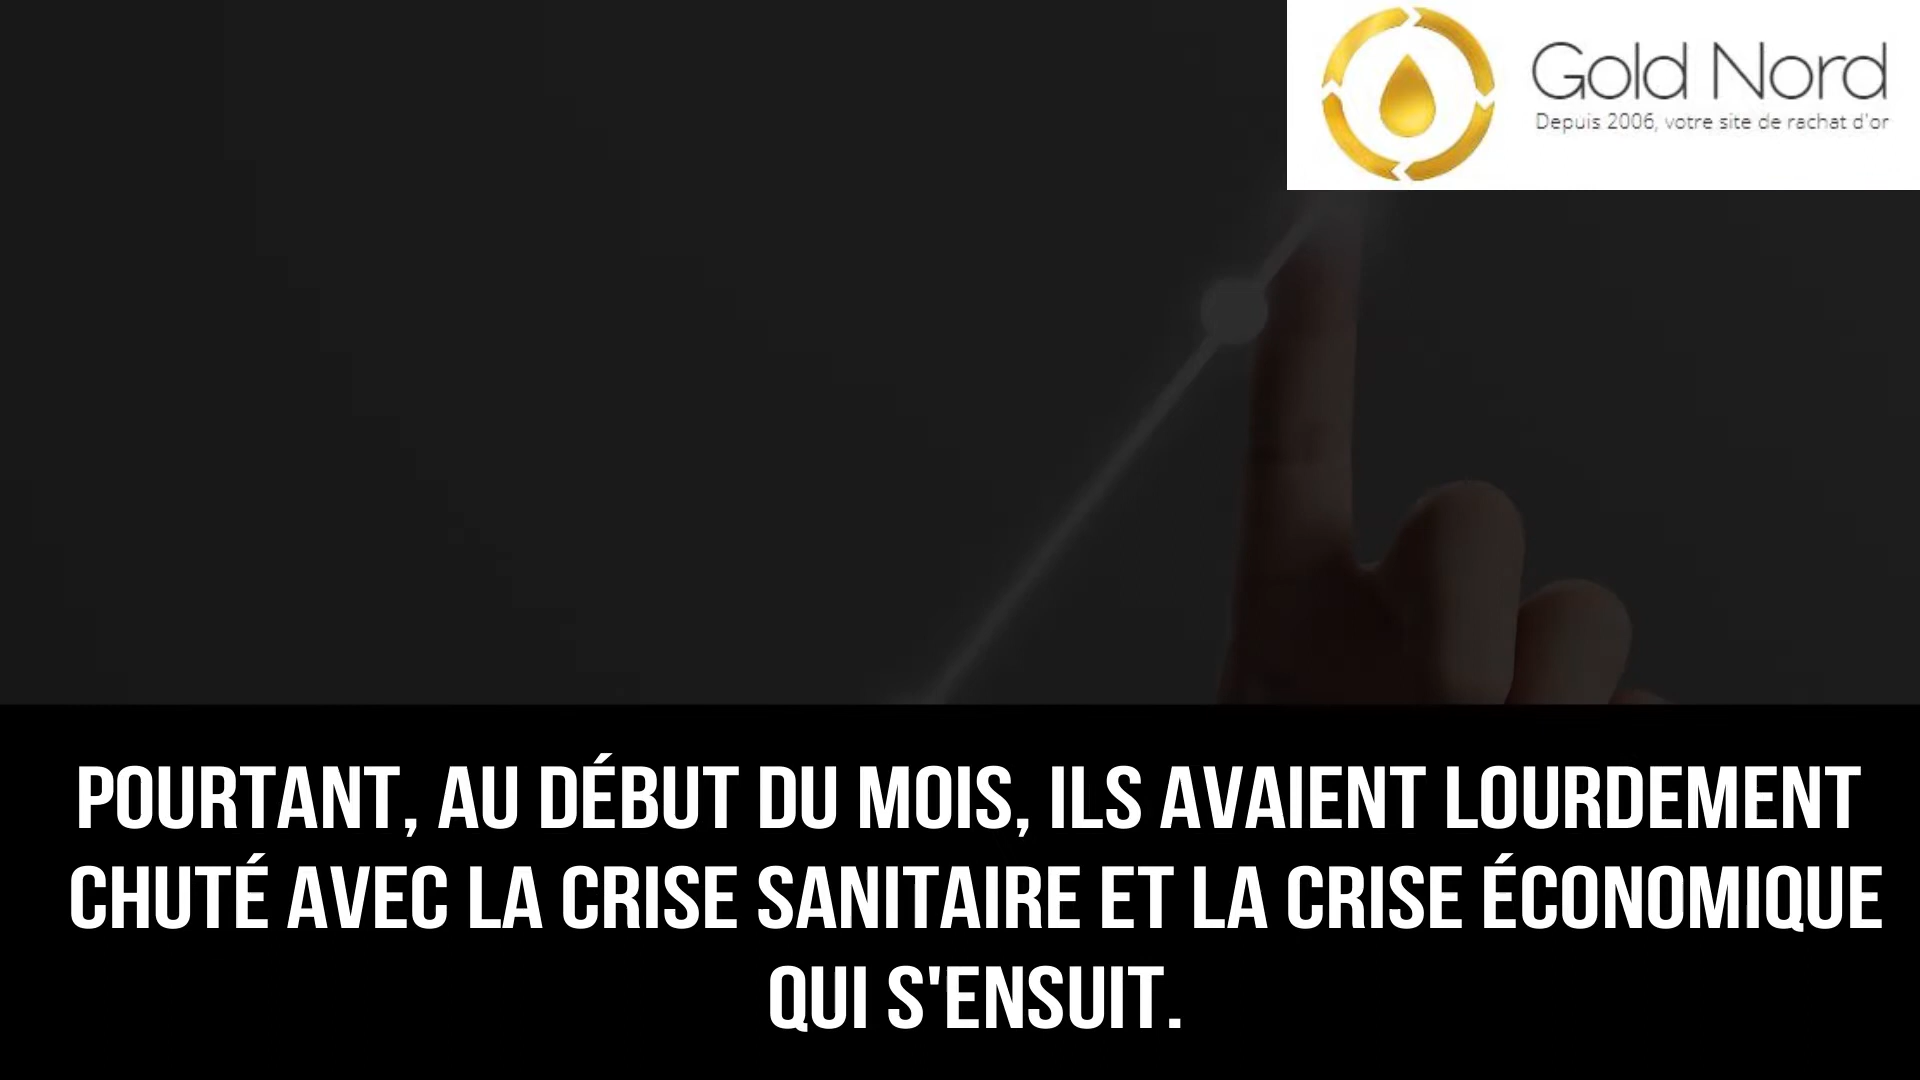 Gold Nord
Depuis 2006, votre site de rachat d'or
POURTANT, AU DÉBUT DU MOIS, ILS AVAIENT LOURDEMENT
CHUTÉ AVEC LA CRISE SANITAIRE ET LA CRISE ÉCONOMIQUE
QUI S'ENSUIT.